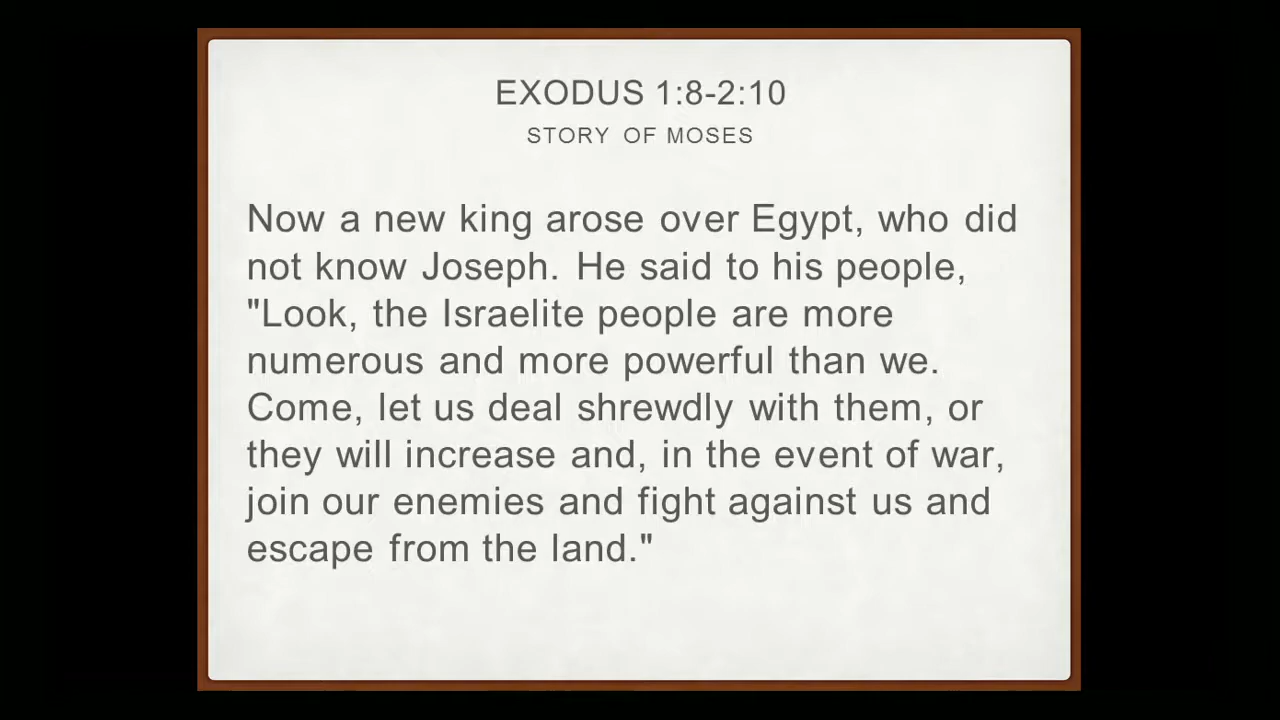 EXODUS 1:8-2:10
STORY OF MOSES
Now a new king arose over Egypt, who did
not know Joseph. He said to his people,
"Look, the Israelite people are more
numerous and more powerful than we.
Come, let us deal shrewdly with them, or
they will increase and, in the event of war,
join our enemies and fight against us and
escape from the land."